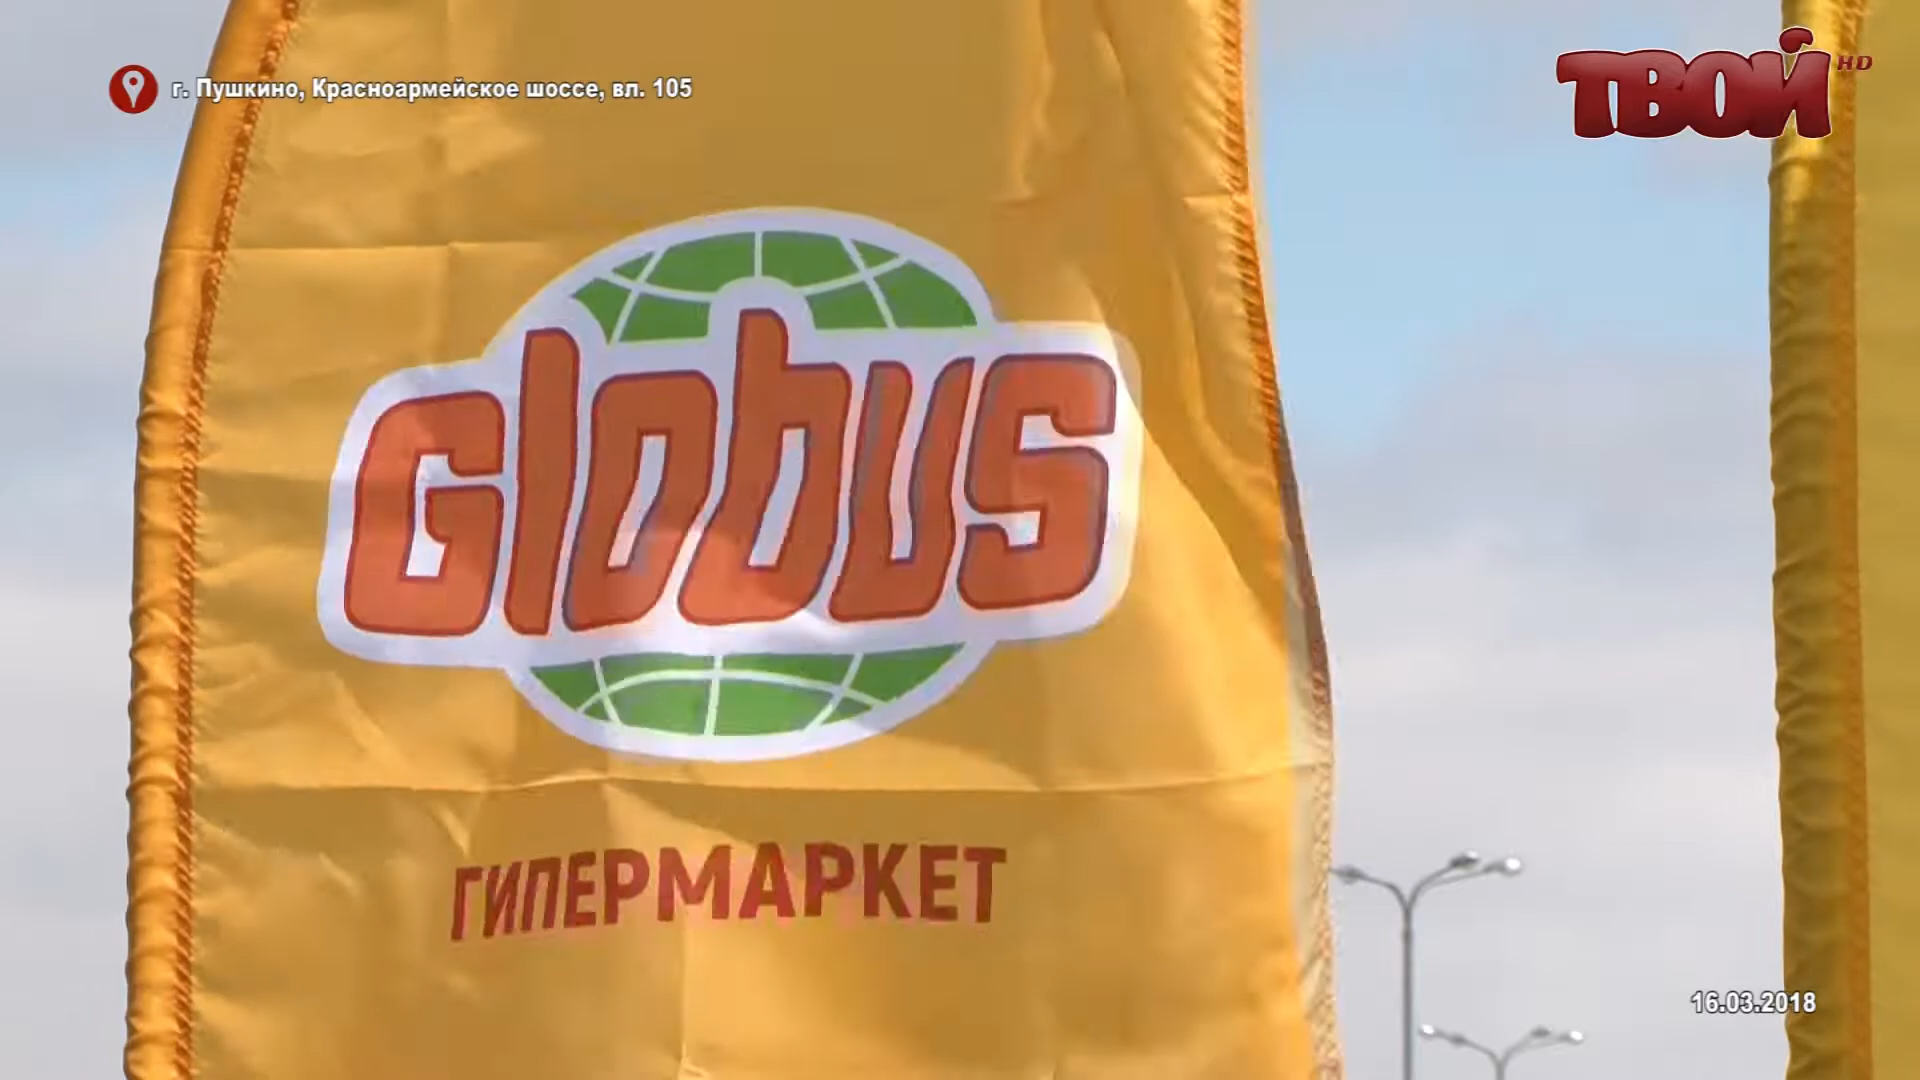 г. Пушкино, Красноармейское шоссе, вл. 105
ТВОЙ HD
Globus
ГИПЕРМАРКЕТ
16.03.2018